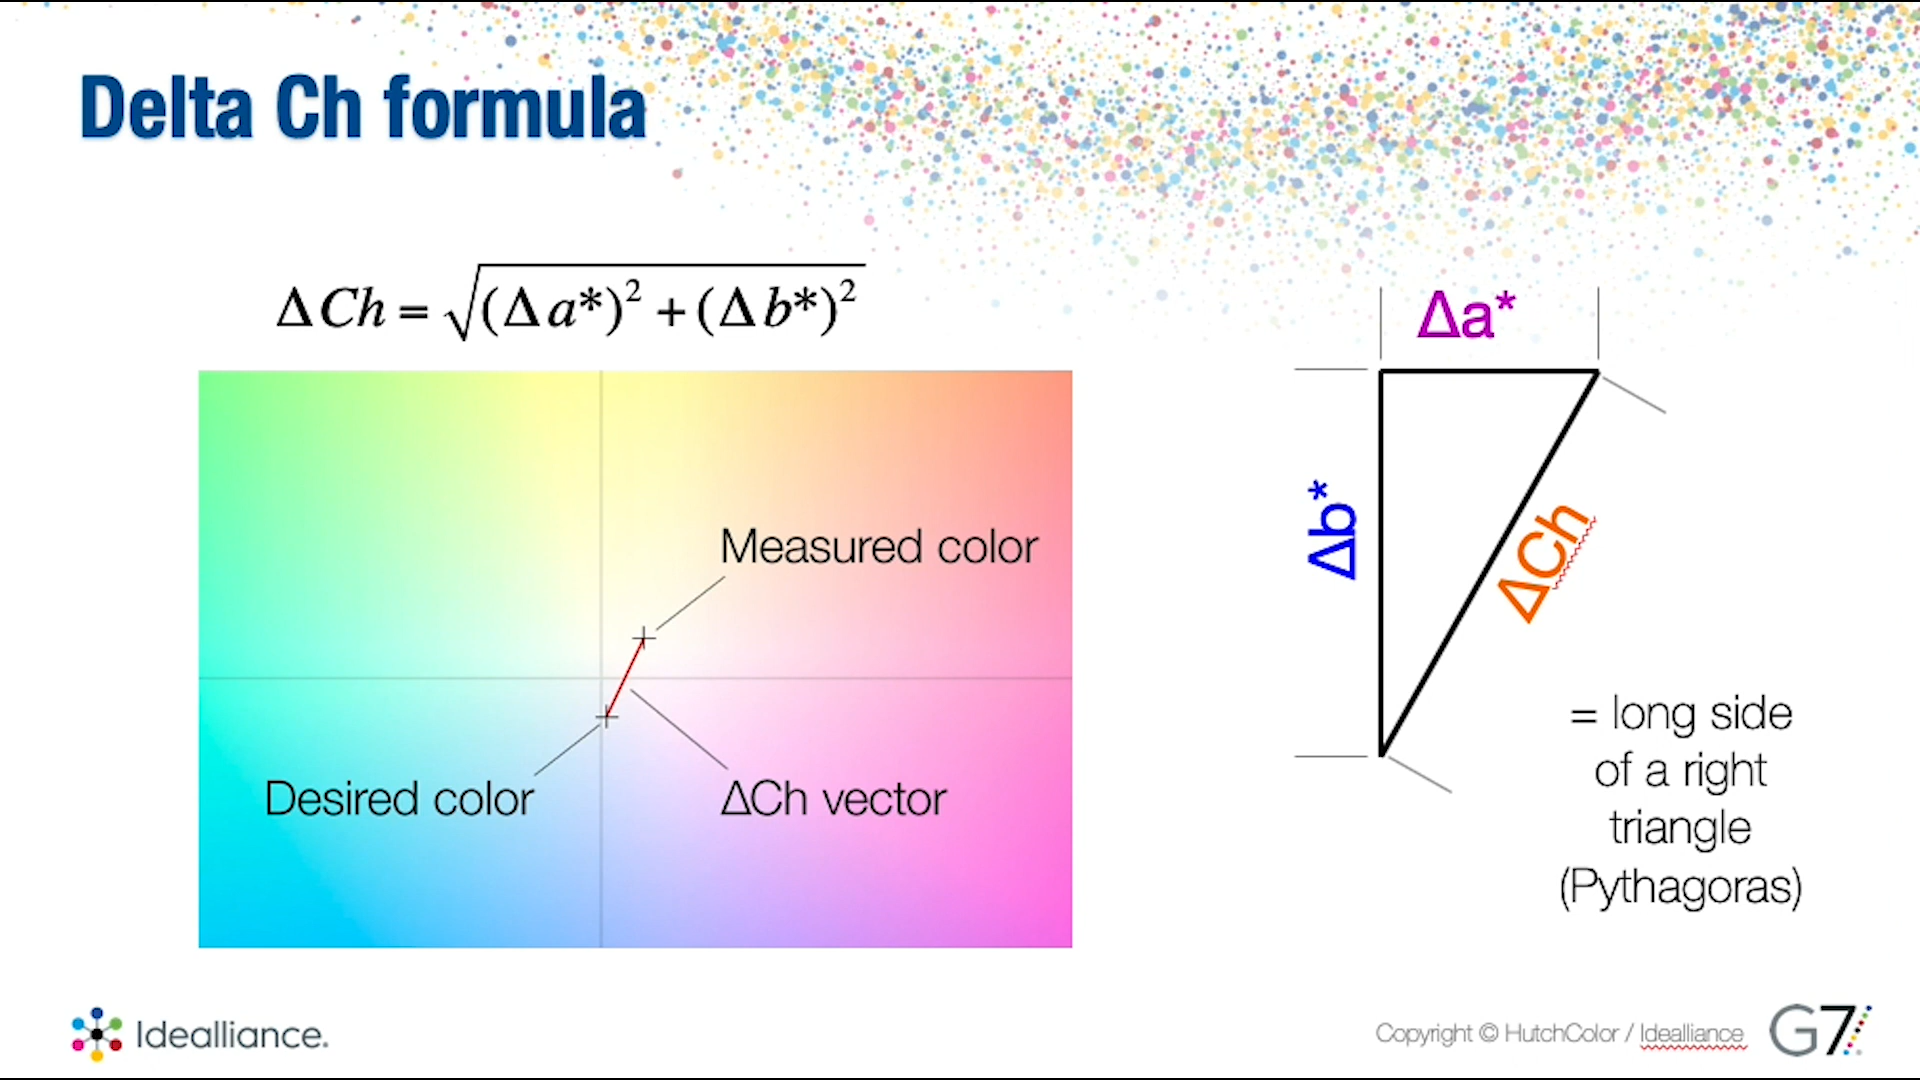 Delta Ch formula
ΔCh = √(Δa*)² + (Δb*)²
Measured color
Desired color
ΔCh vector
Δa*
Δb*
ΔCh
= long side
of a right
triangle
(Pythagoras)
Idealliance.
Copyright © HutchColor / Idealliance
G7